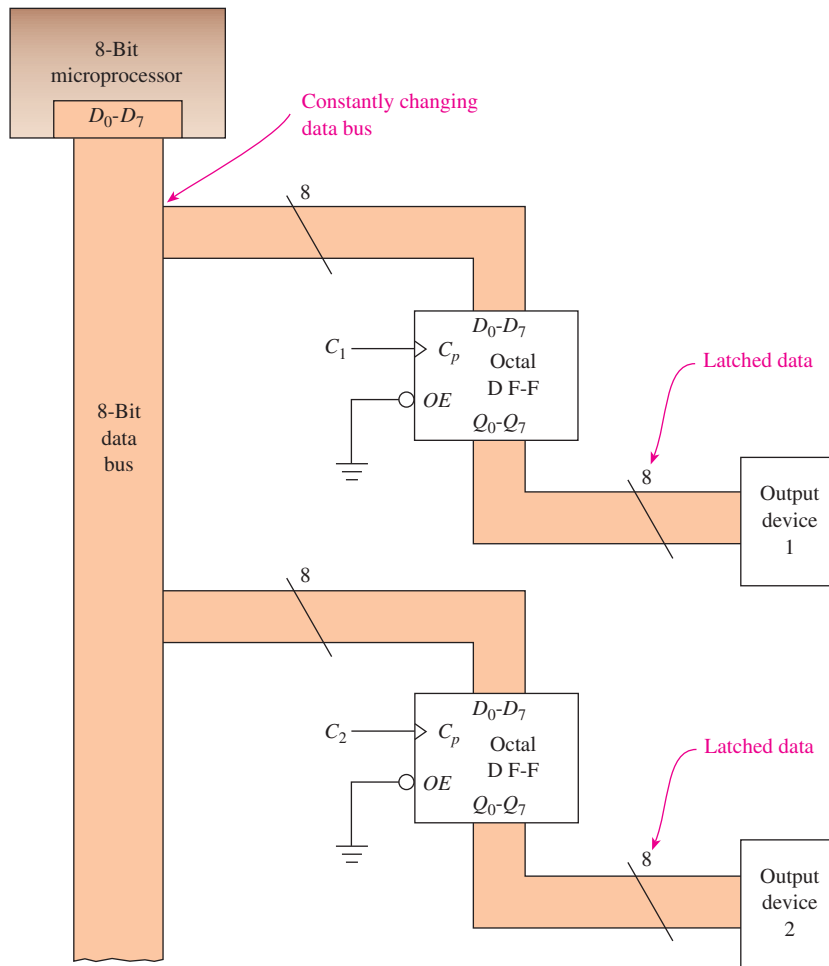 8-Bit
microprocessor
D₀-D₇
Constantly changing
data bus
8
D₀-D₇
C₁
Cₚ
Octal
D F-F
OE
Q₀-Q₇
Latched data
8-Bit
data
bus
8
Output
device
1
8
D₀-D₇
C₂
Cₚ
Octal
D F-F
OE
Q₀-Q₇
Latched data
8
Output
device
2